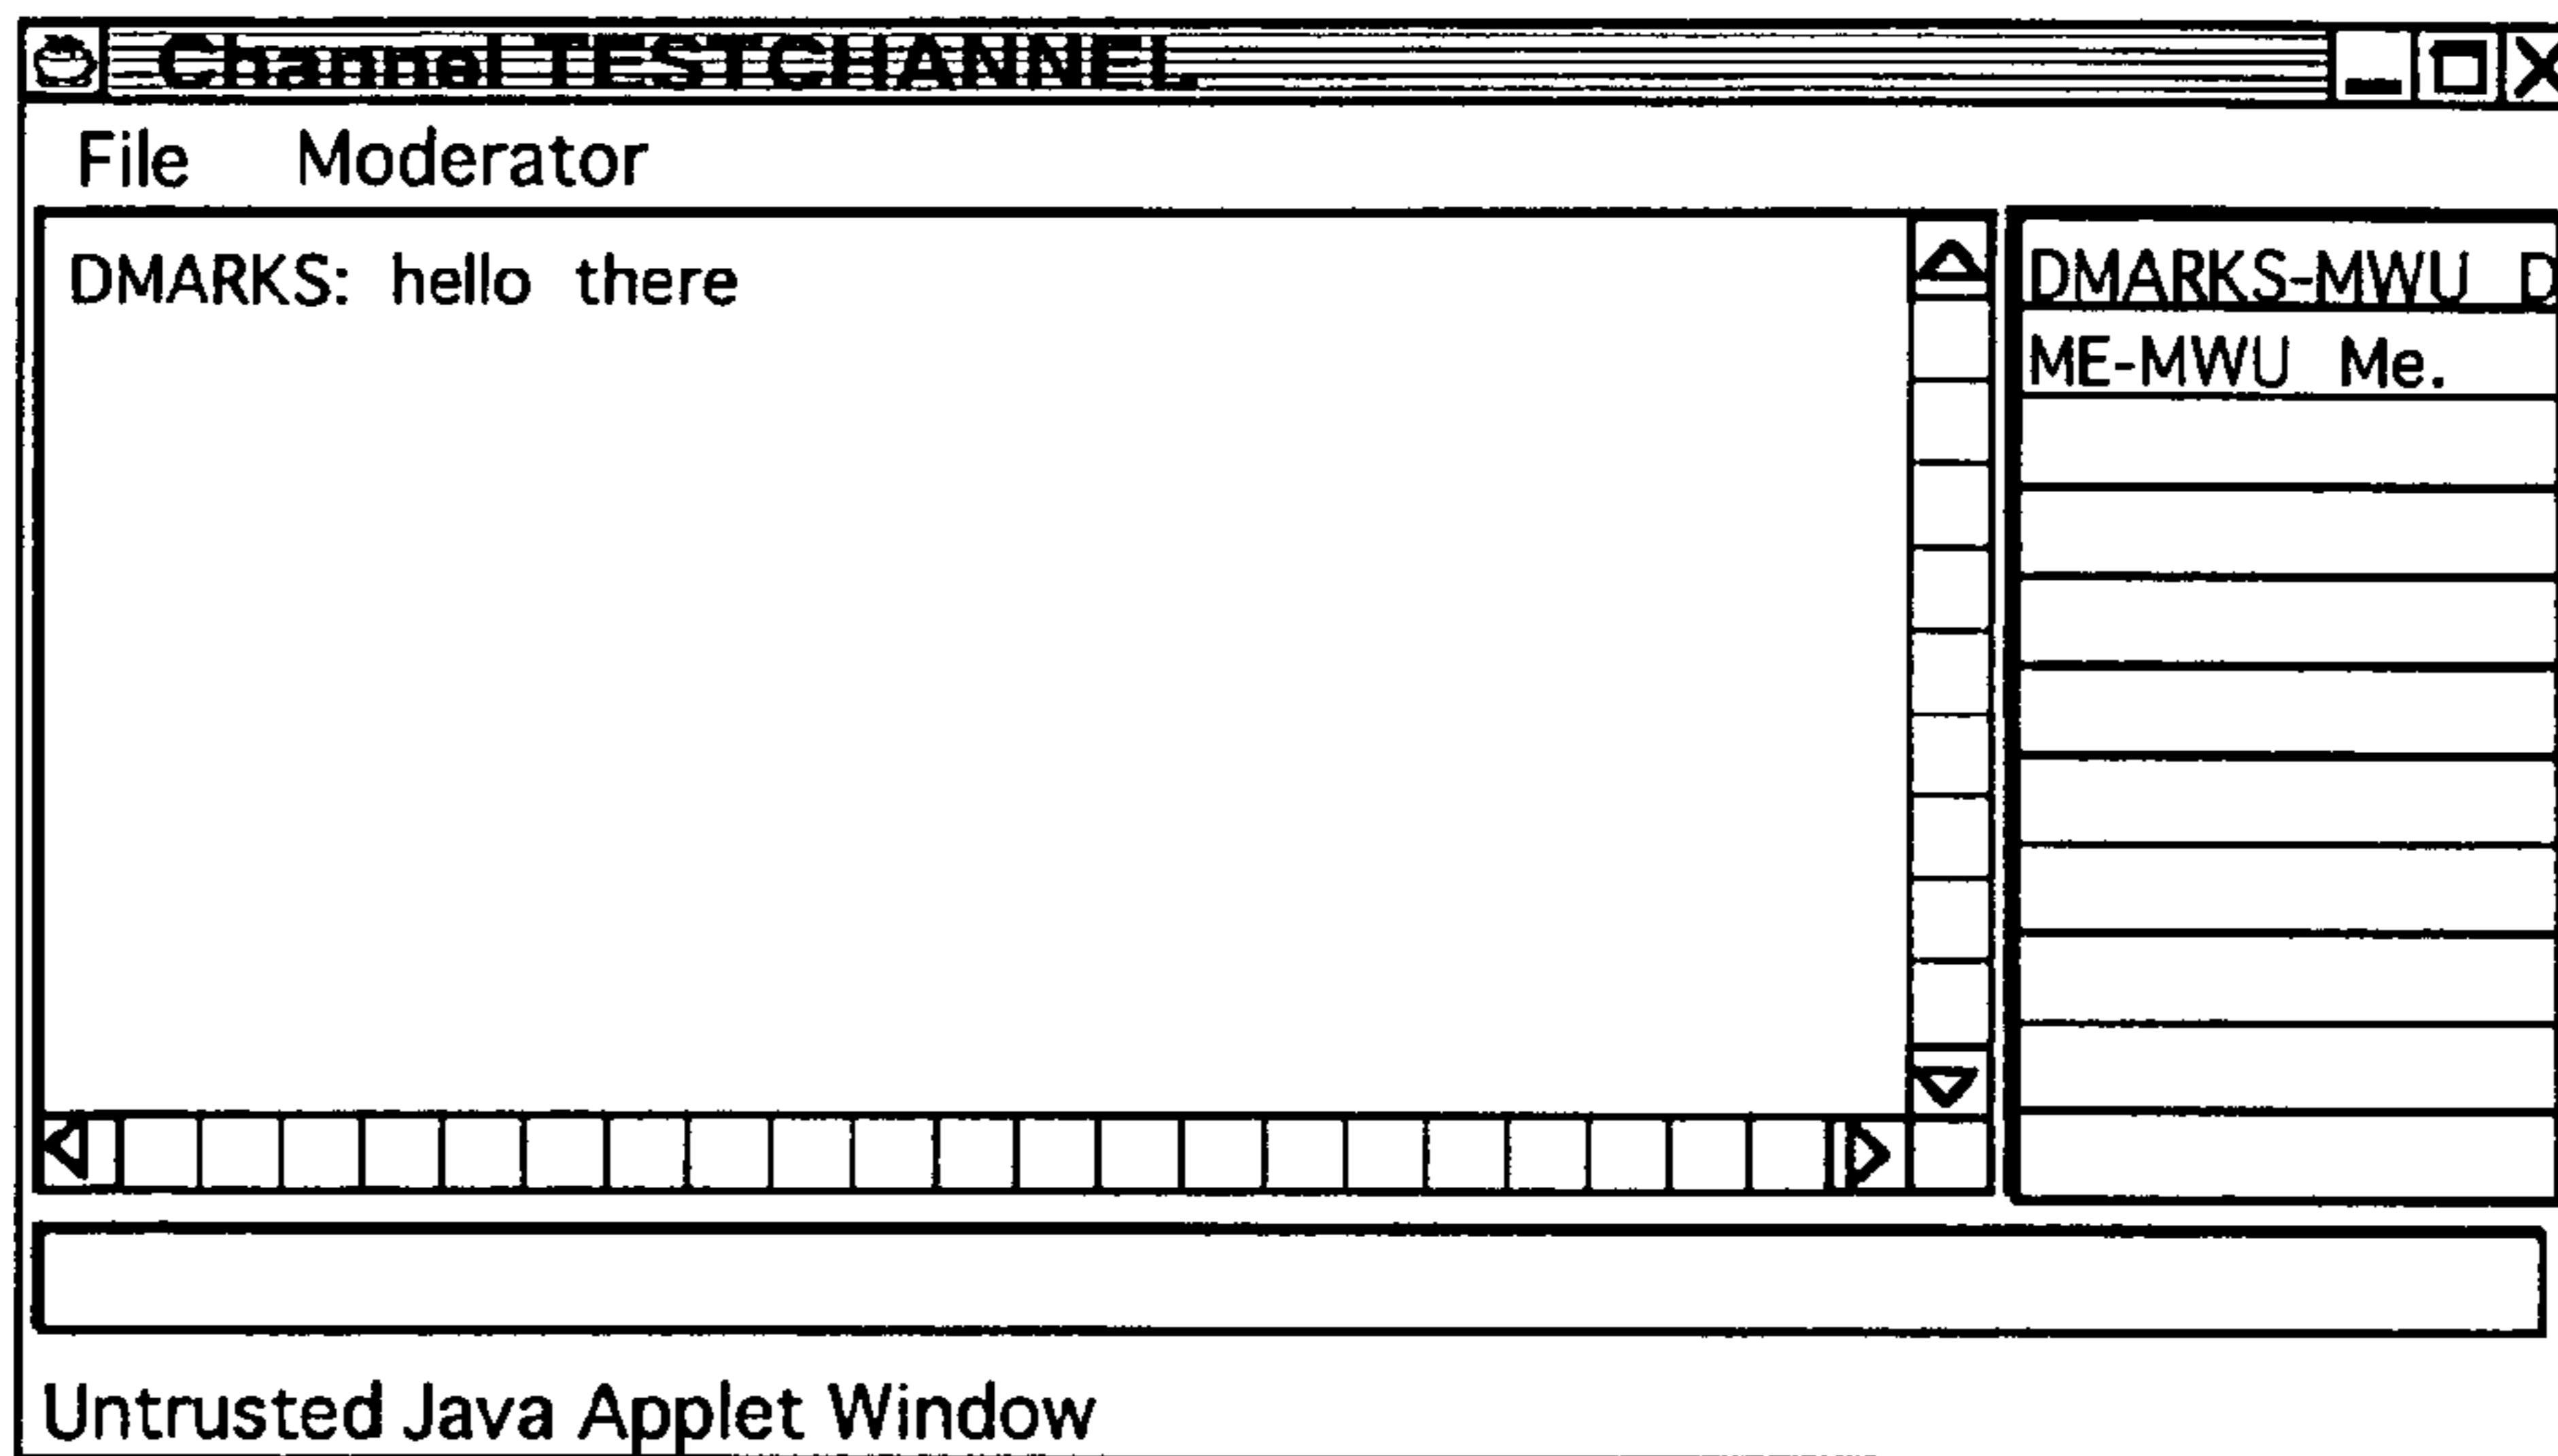 Channel TESTCHANNEL
File Moderator
DMARKS: hello there
DMARKS-MWU D
ME-MWU Me.
Untrusted Java Applet Window